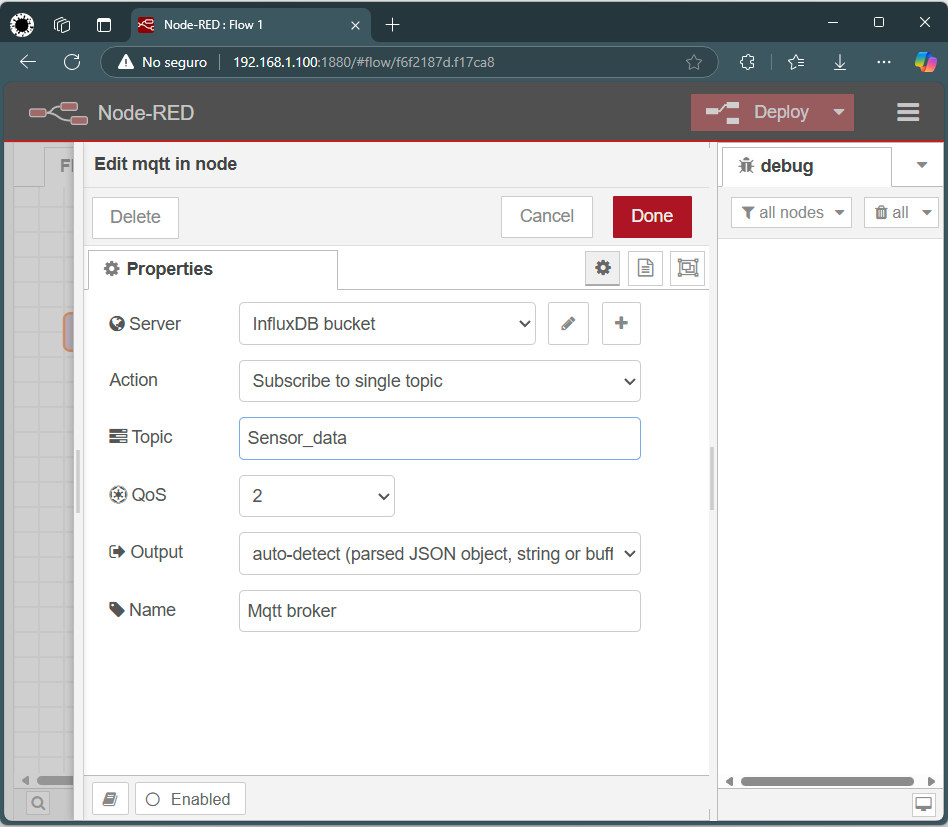 Node-RED : Flow 1
No seguro
192.168.1.100:1880/#flow/f6f2187d.f17ca8
Node-RED
Deploy
Edit mqtt in node
debug
Delete
Cancel
Done
all nodes
all
Properties
Server
InfluxDB bucket
Action
Subscribe to single topic
Topic
Sensor_data
QoS
2
Output
auto-detect (parsed JSON object, string or buff
Name
Mqtt broker
Enabled